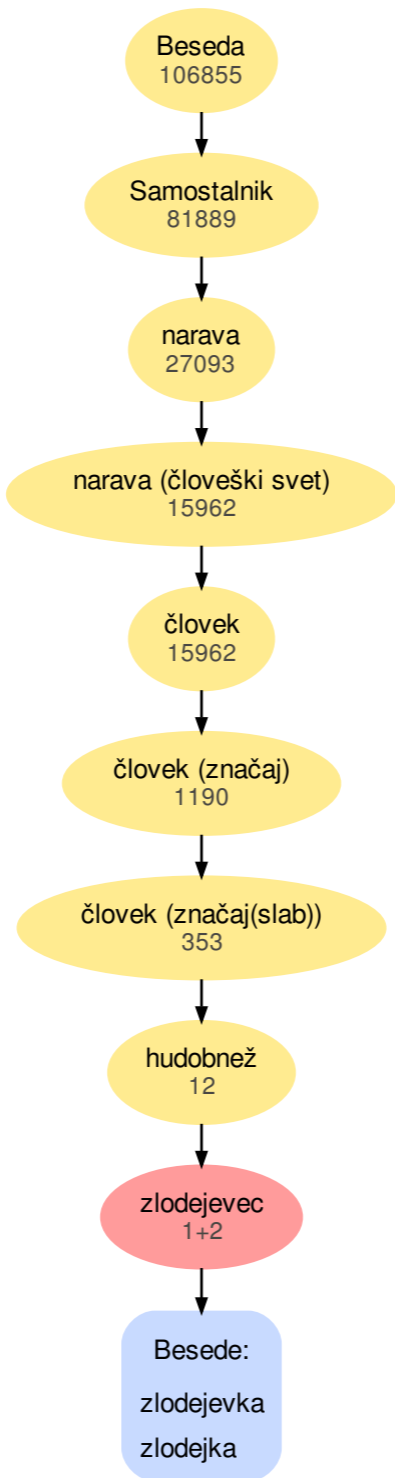 Beseda
106855
Samostalnik
81889
narava
27093
narava (človeški svet)
15962
človek
15962
človek (značaj)
1190
človek (značaj(slab))
353
hudobnež
12
zlodejevec
1+2
Besede:
zlodejevka
zlodejka